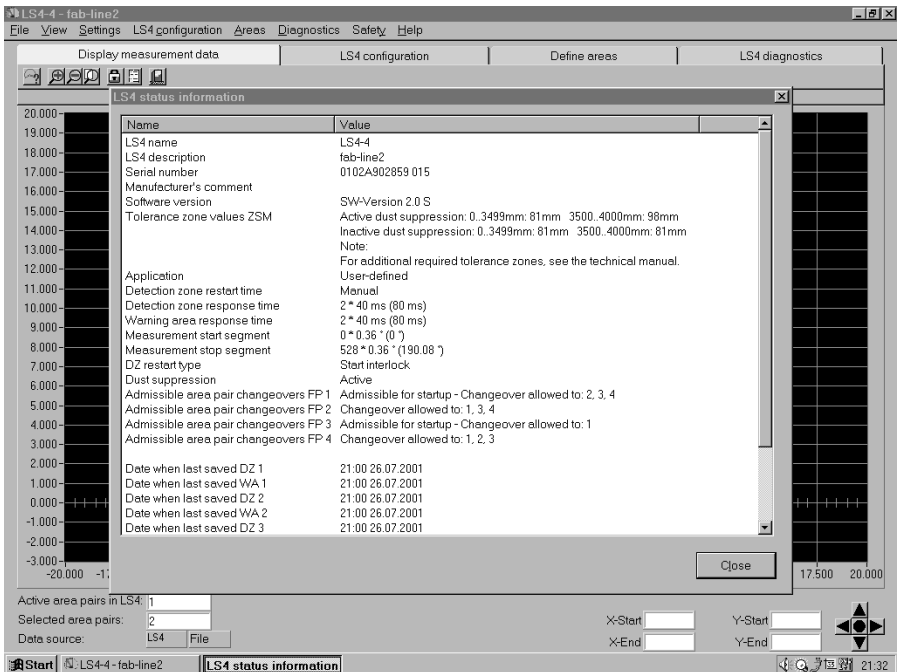 LS4-4 - fab-line2
File View Settings LS4 configuration Areas Diagnostics Safety Help
Display measurement data LS4 configuration Define areas LS4 diagnostics
LS4 status information
Name Value
LS4 name LS4-4
LS4 description fab-line2
Serial number 0102A902859 015
Manufacturer's comment
Software version SW-Version 2.0 S
Tolerance zone values ZSM Active dust suppression: 0..3499mm: 81mm 3500..4000mm: 98mm
Inactive dust suppression: 0..3499mm: 81mm 3500..4000mm: 81mm
Note:
For additional required tolerance zones, see the technical manual.
Application User-defined
Detection zone restart time Manual
Detection zone response time 2 * 40 ms (80 ms)
Warning area response time 2 * 40 ms (80 ms)
Measurement start segment 0 * 0.36 ° (0 °)
Measurement stop segment 528 * 0.36 ° (190.08 °)
DZ restart type Start interlock
Dust suppression Active
Admissible area pair changeovers FP 1 Admissible for startup - Changeover allowed to: 2, 3, 4
Admissible area pair changeovers FP 2 Changeover allowed to: 1, 3, 4
Admissible area pair changeovers FP 3 Admissible for startup - Changeover allowed to: 1
Admissible area pair changeovers FP 4 Changeover allowed to: 1, 2, 3
Date when last saved DZ 1 21:00 26.07.2001
Date when last saved WA 1 21:00 26.07.2001
Date when last saved DZ 2 21:00 26.07.2001
Date when last saved WA 2 21:00 26.07.2001
Date when last saved DZ 3 21:00 26.07.2001
Close
20.000
19.000
18.000
17.000
16.000
15.000
14.000
13.000
12.000
11.000
10.000
9.000
8.000
7.000
6.000
5.000
4.000
3.000
2.000
1.000
0.000
-1.000
-2.000
-3.000
-20.000 17.500 20.000
Active area pairs in LS4: 1
Selected area pairs: 2 X-Start Y-Start
Data source: LS4 File X-End Y-End
Start LS4-4 - fab-line2 LS4 status information 21:32